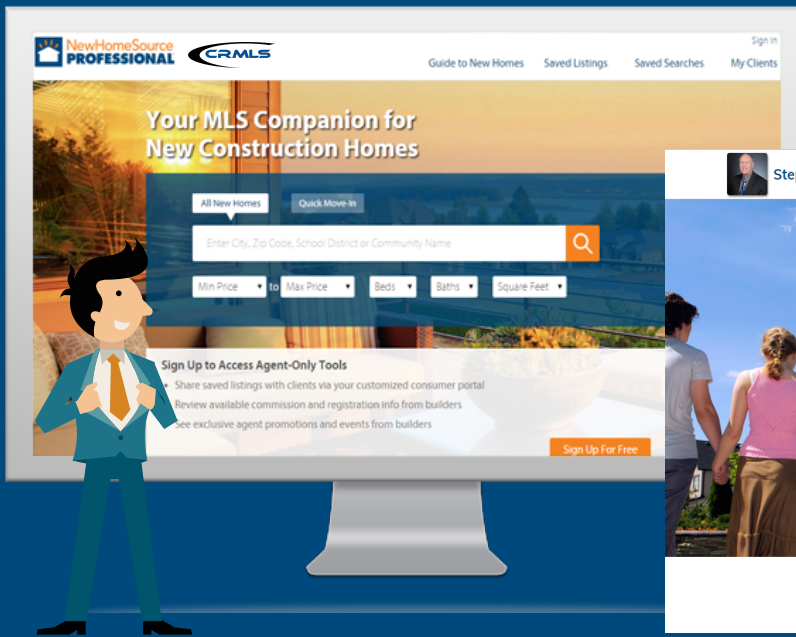 NewHomeSource
PROFESSIONAL
CRMLS
Sign In
Guide to New Homes Saved Listings Saved Searches My Clients
Your MLS Companion for
New Construction Homes
All New Homes Quick Move-In
Enter City, Zip Code, School District or Community Name
Min Price to Max Price Beds Baths Square Feet
Sign Up to Access Agent-Only Tools
• Share saved listings with clients via your customized consumer portal
Review available commission and registration info from builders
See exclusive agent promotions and events from builders
Sign Up For Free